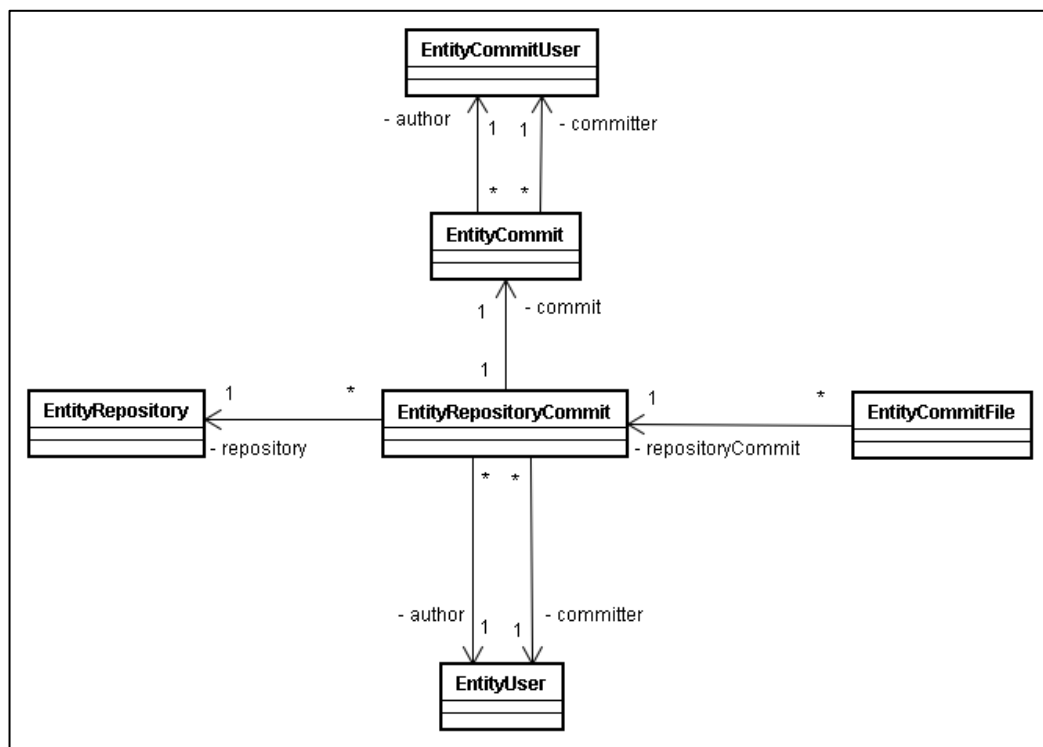 EntityCommitUser
- author
1
1
- committer
*
*
EntityCommit
1
- commit
1
1
*
1
*
EntityRepository
EntityRepositoryCommit
EntityCommitFile
- repository
- repositoryCommit
*
*
- author
1
1
- committer
EntityUser